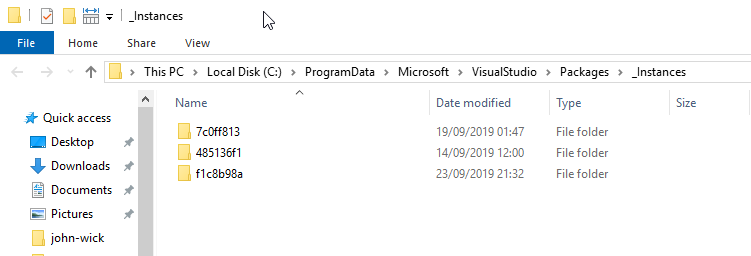 _Instances
File Home Share View
This PC > Local Disk (C:) > ProgramData > Microsoft > VisualStudio > Packages > _Instances
Name Date modified Type Size
Quick access
Desktop
Downloads
Documents
Pictures
john-wick
7c0ff813 19/09/2019 01:47 File folder
485136f1 14/09/2019 12:00 File folder
f1c8b98a 23/09/2019 21:32 File folder